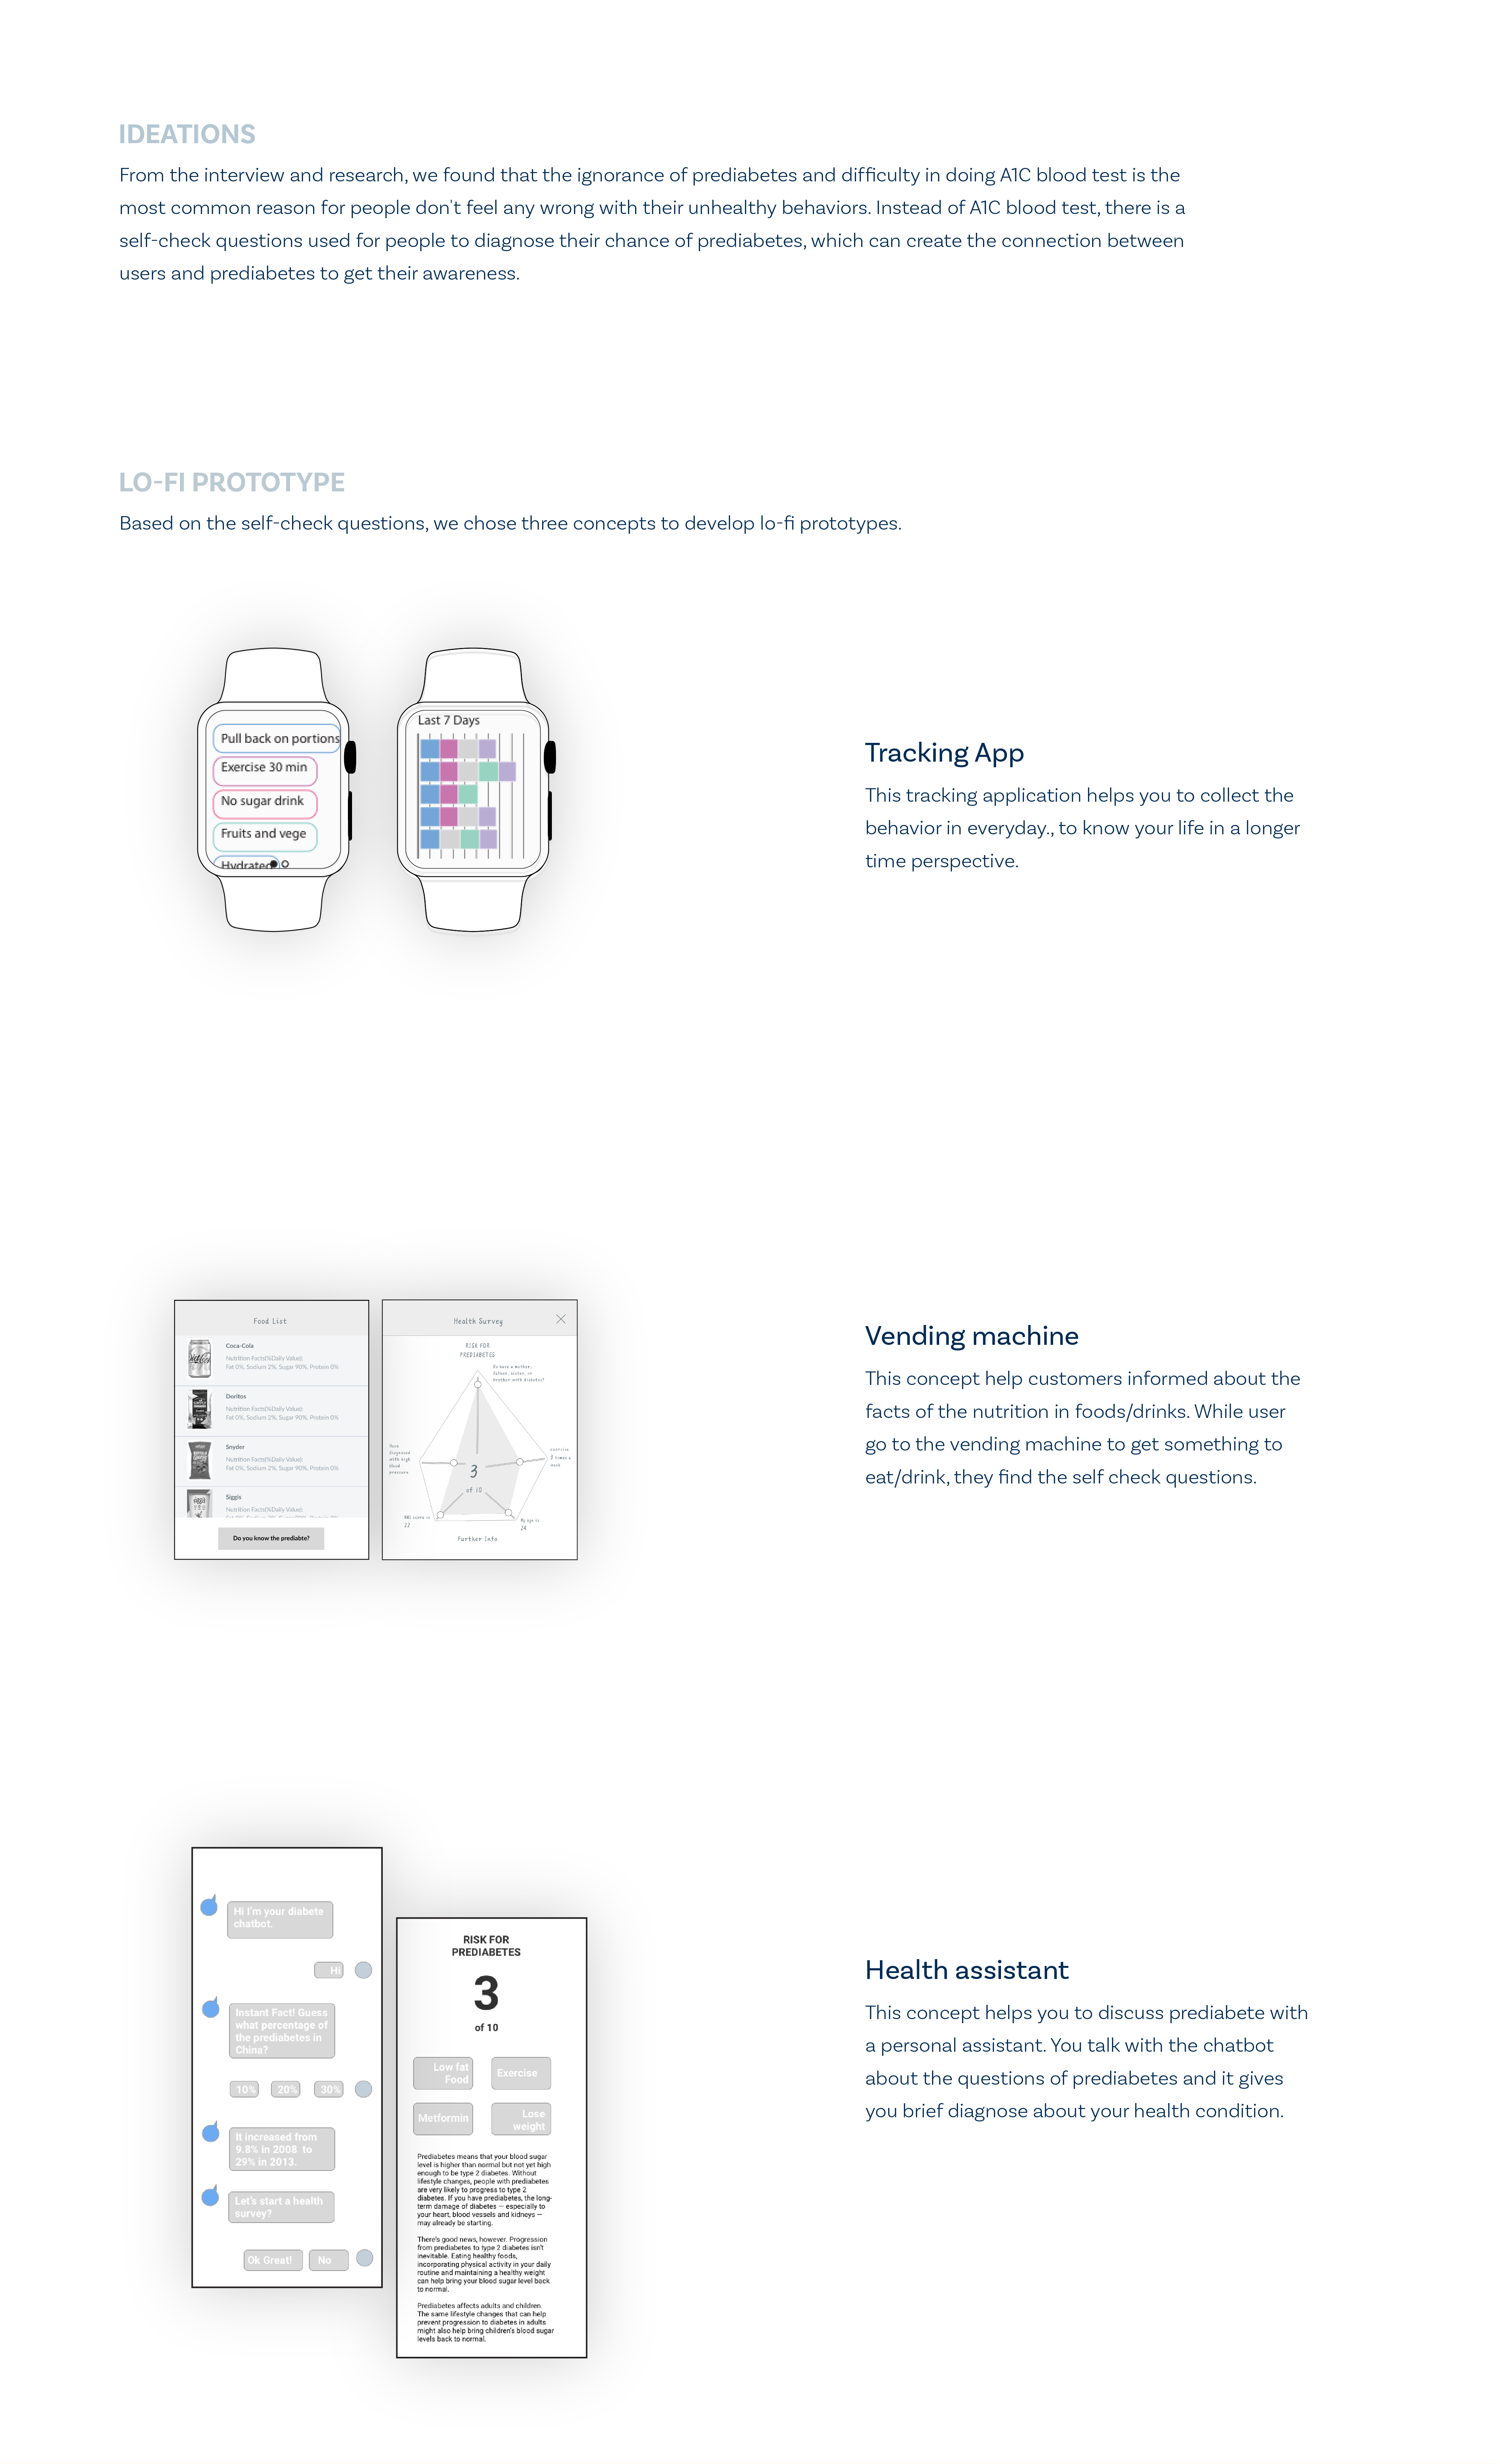 IDEATIONS
From the interview and research, we found that the ignorance of prediabetes and difficulty in doing A1C blood test is the
most common reason for people don't feel any wrong with their unhealthy behaviors. Instead of A1C blood test, there is a
self-check questions used for people to diagnose their chance of prediabetes, which can create the connection between
users and prediabetes to get their awareness.
LO-FI PROTOTYPE
Based on the self-check questions, we chose three concepts to develop lo-fi prototypes.
Pull back on portions
Exercise 30 min
No sugar drink
Fruits and vege
Hydrated
Last 7 Days
Tracking App
This tracking application helps you to collect the
behavior in everyday., to know your life in a longer
time perspective.
Food List
Coca-Cola
Nutrition Facts(%Daily Value):
Fat 0%, Sodium 2%, Sugar 90%, Protein 0%
Doritos
Nutrition Facts(%Daily Value):
Fat 0%, Sodium 2%, Sugar 90%, Protein 0%
Snyder
Nutrition Facts(%Daily Value):
Fat 0%, Sodium 2%, Sugar 90%, Protein 0%
Siggis
Nutrition Facts(%Daily Value):
Do you know the prediabte?
Health Survey
RISK FOR
PREDIABETES
Do have a mother,
father, sister, or
brother with diabetes?
Have
diagnosed
with high
blood
pressure
exercise
3 times a
week
3
of 10
BMI score is
22
My age is
24
Further Info
Vending machine
This concept help customers informed about the
facts of the nutrition in foods/drinks. While user
go to the vending machine to get something to
eat/drink, they find the self check questions.
Hi I'm your diabete
chatbot.
Hi
Instant Fact! Guess
what percentage of
the prediabetes in
China?
10% 20% 30%
It increased from
9.8% in 2008 to
29% in 2013.
Let's start a health
survey?
Ok Great! No
RISK FOR
PREDIABETES
3
of 10
Low fat
Food
Exercise
Metformin
Lose
weight
Prediabetes means that your blood sugar
level is higher than normal but not yet high
enough to be type 2 diabetes. Without
lifestyle changes, people with prediabetes
are very likely to progress to type 2
diabetes. If you have prediabetes, the long-
term damage of diabetes — especially to
your heart, blood vessels and kidneys —
may already be starting.
There's good news, however. Progression
from prediabetes to type 2 diabetes isn't
inevitable. Eating healthy foods,
incorporating physical activity in your daily
routine and maintaining a healthy weight
can help bring your blood sugar level back
to normal.
Prediabetes affects adults and children.
The same lifestyle changes that can help
prevent progression to diabetes in adults
might also help bring children's blood sugar
levels back to normal.
Health assistant
This concept helps you to discuss prediabete with
a personal assistant. You talk with the chatbot
about the questions of prediabetes and it gives
you brief diagnose about your health condition.